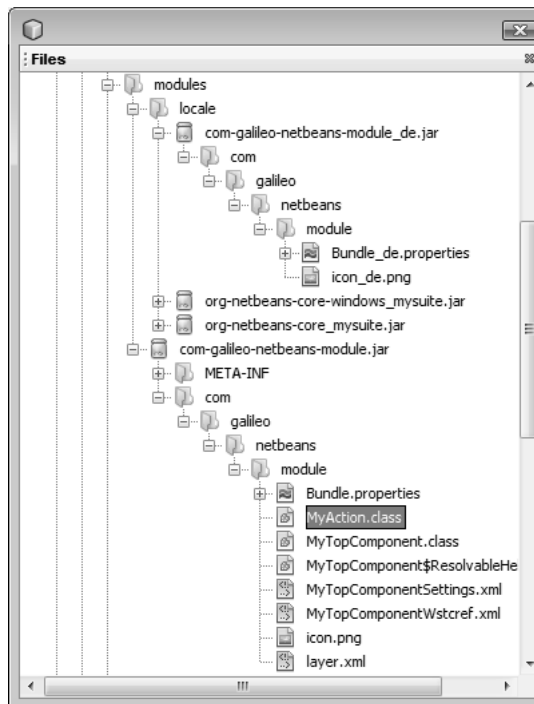 Files
modules
locale
com-galileo-netbeans-module_de.jar
com
galileo
netbeans
module
Bundle_de.properties
icon_de.png
org-netbeans-core-windows_mysuite.jar
org-netbeans-core_mysuite.jar
com-galileo-netbeans-module.jar
META-INF
com
galileo
netbeans
module
Bundle.properties
MyAction.class
MyTopComponent.class
MyTopComponent$ResolvableHe
MyTopComponentSettings.xml
MyTopComponentWstcref.xml
icon.png
layer.xml